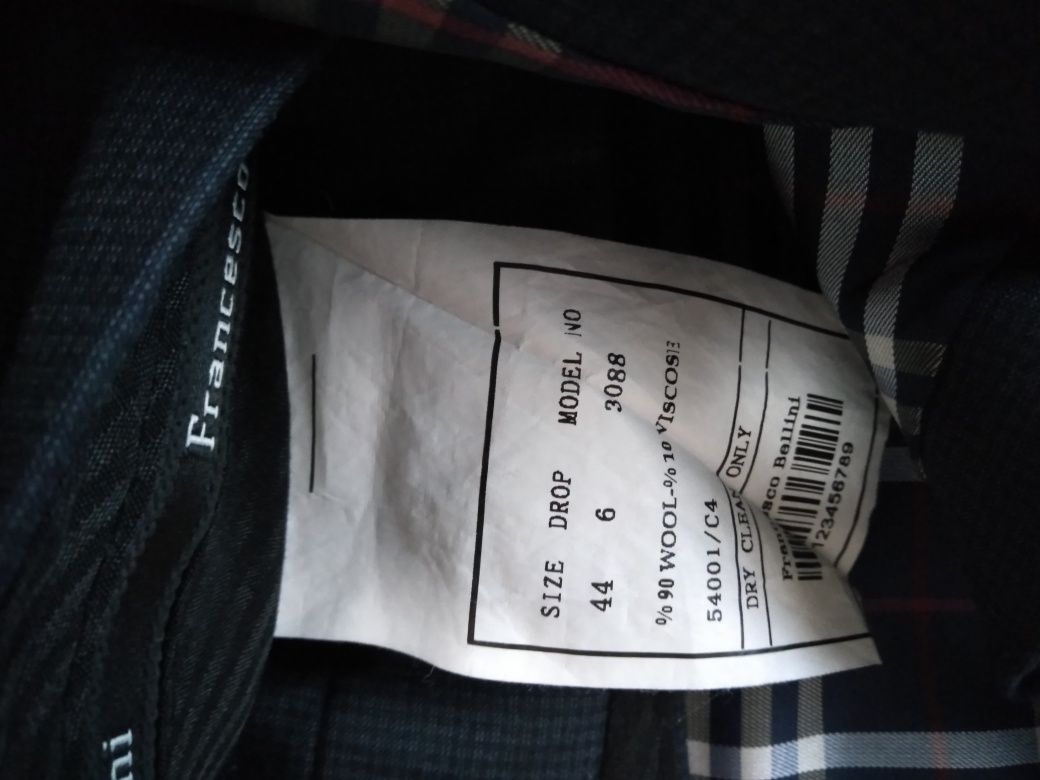 Francesco
ni
SIZE DROP MODEL NO
44 6 3088
% 90 WOOL-% 10 VISCOSE
54001/C4
DRY CLEAN ONLY
Bellini
123456789